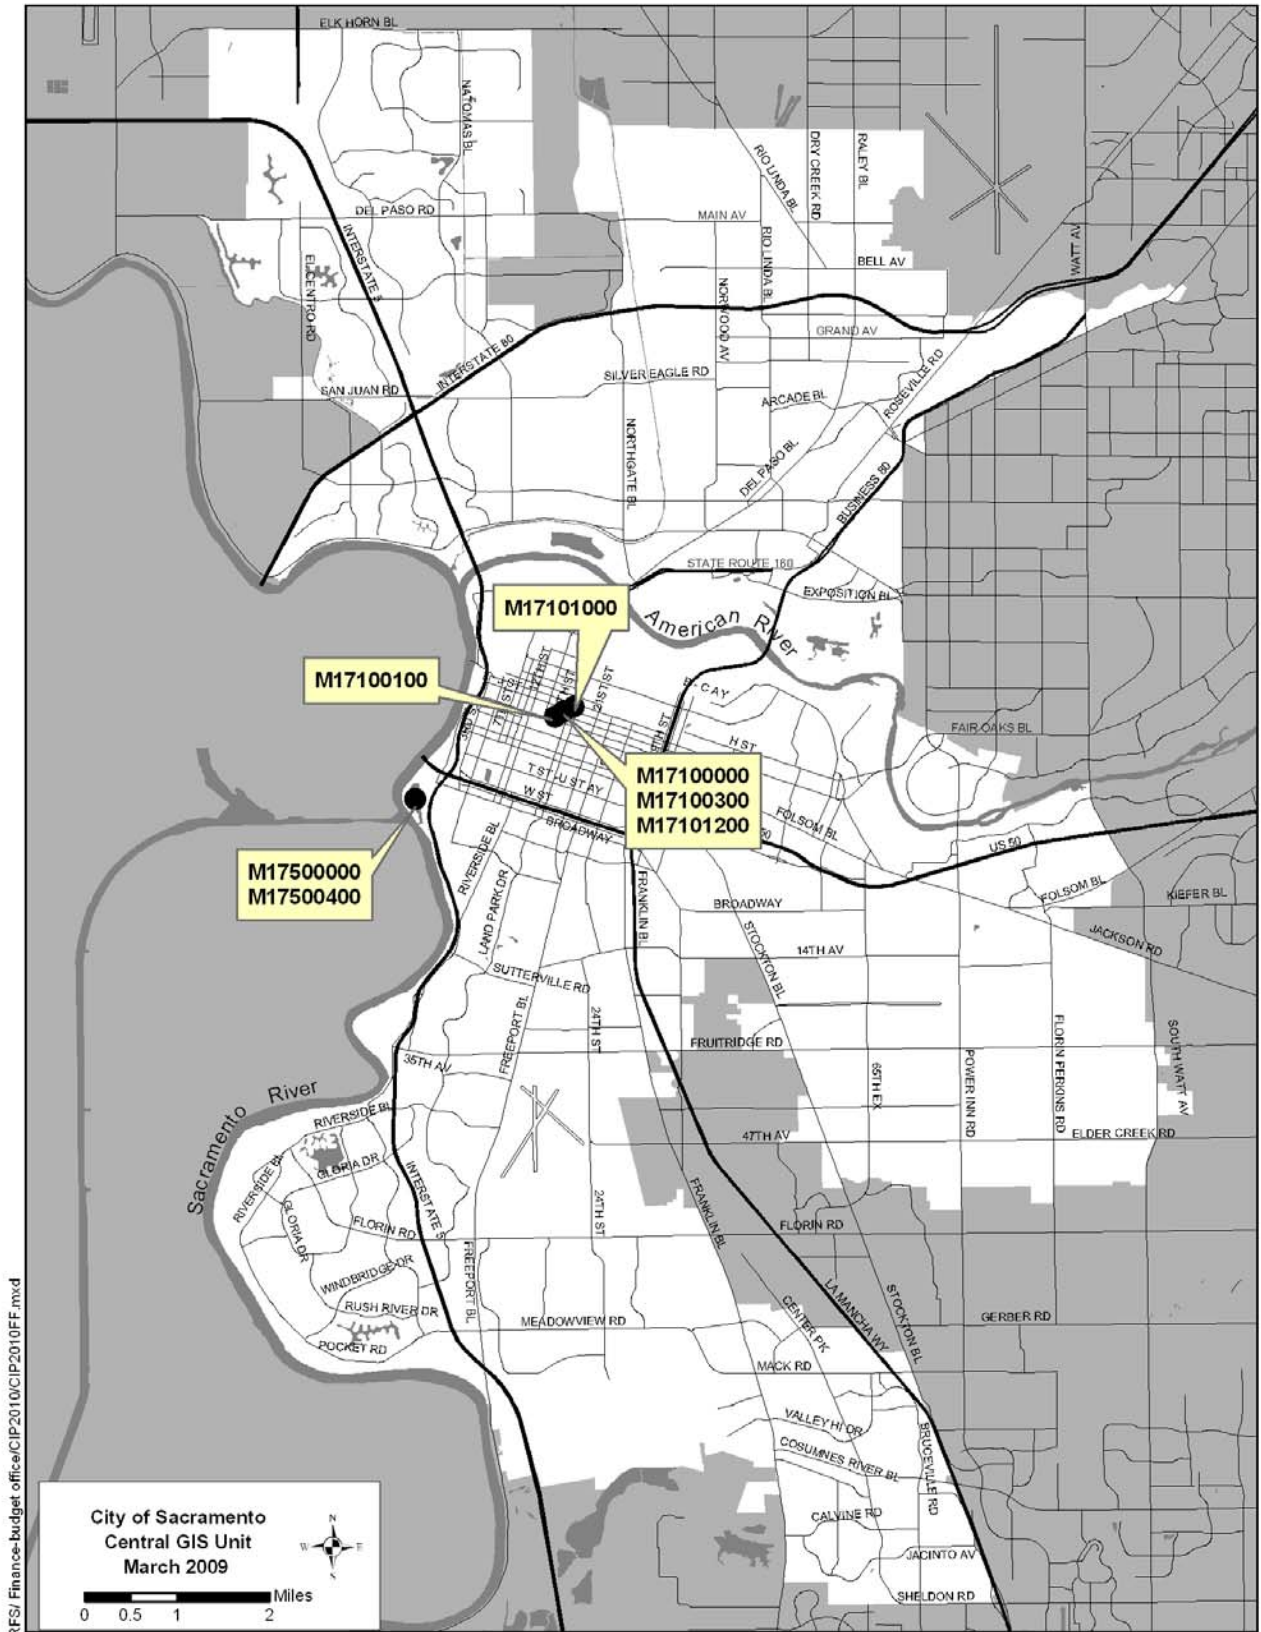 ELK HORN BL
NATOMAS BL
RIO LINDA BL
DRY CREEK RD
RALEY BL
DEL PASO RD
MAIN AV
INTERSTATE 5
EL CENTRO RD
RIO LINDA BL
BELL AV
WATT AV
NORWOOD AV
GRAND AV
INTERSTATE 80
SAN JUAN RD
SILVER EAGLE RD
ARCADE BL
ROSEVILLE RD
NORTHGATE BL
DEL PASO BL
BUSINESS 80
STATE ROUTE 160
EXPOSITION BL
M17101000
American River
M17100100
12TH ST
21ST ST
3RD S
7TH ST
C AY
H ST
FAIR OAKS BL
M17100000
M17100300
M17101200
T ST-U ST AY
W ST
BROADWAY
FOLSOM BL
50
US 50
M17500000
M17500400
RIVERSIDE BL
LAND PARK DR
FRANKLIN BL
BROADWAY
FOLSOM BL
KIEFER BL
JACKSON RD
STOCKTON BL
14TH AV
SUTTERVILLE RD
FREEPORT BL
24TH ST
FRUITRIDGE RD
35TH AV
65TH EX
POWER INN RD
FLORIN PERKINS RD
SOUTH WATT AV
Sacramento River
RIVERSIDE BL
47TH AV
ELDER CREEK RD
GLORIA DR
RIVERSIDE BL
GLORIA DR
INTERSTATE 5
24TH ST
FRANKLIN BL
FLORIN RD
FLORIN RD
WINDBRIDGE DR
FREEPORT BL
RUSH RIVER DR
POCKET RD
MEADOWVIEW RD
CENTER PK
LA MANCHA WY
STOCKTON BL
GERBER RD
MACK RD
VALLEY HI DR
COSUMNES RIVER BL
BRUCEVILLE RD
CALVINE RD
JACINTO AV
SHELDON RD
City of Sacramento
Central GIS Unit
March 2009
N
W E
S
Miles
0 0.5 1 2
RFS/ Finance-budget office/CIP2010/CIP2010FF.mxd